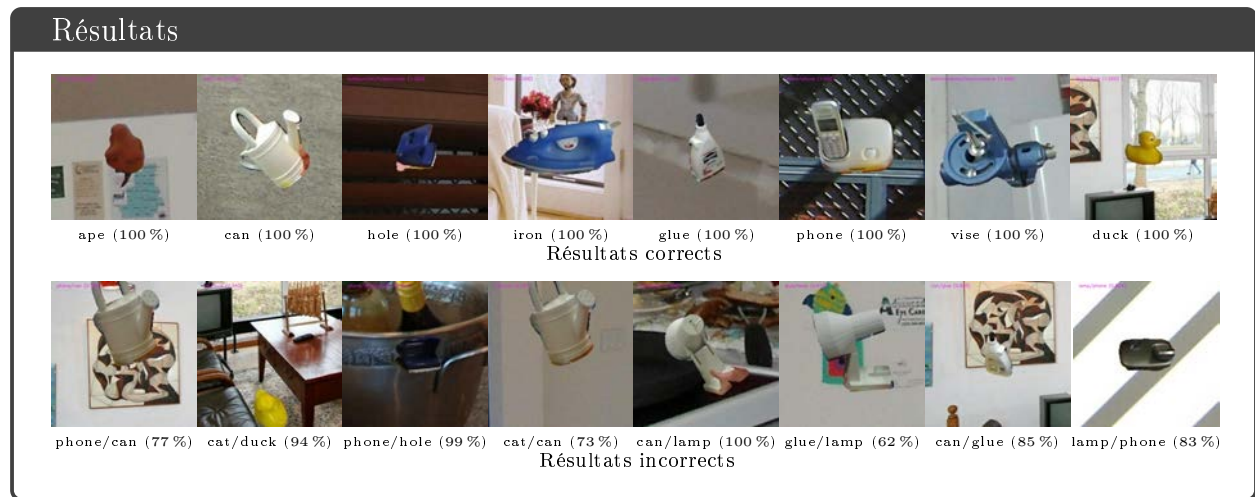 Résultats
ape (100 %) can (100 %) hole (100 %) iron (100 %) glue (100 %) phone (100 %) vise (100 %) duck (100 %)
Résultats corrects
phone/can (77 %) cat/duck (94 %) phone/hole (99 %) cat/can (73 %) can/lamp (100 %) glue/lamp (62 %) can/glue (85 %) lamp/phone (83 %)
Résultats incorrects